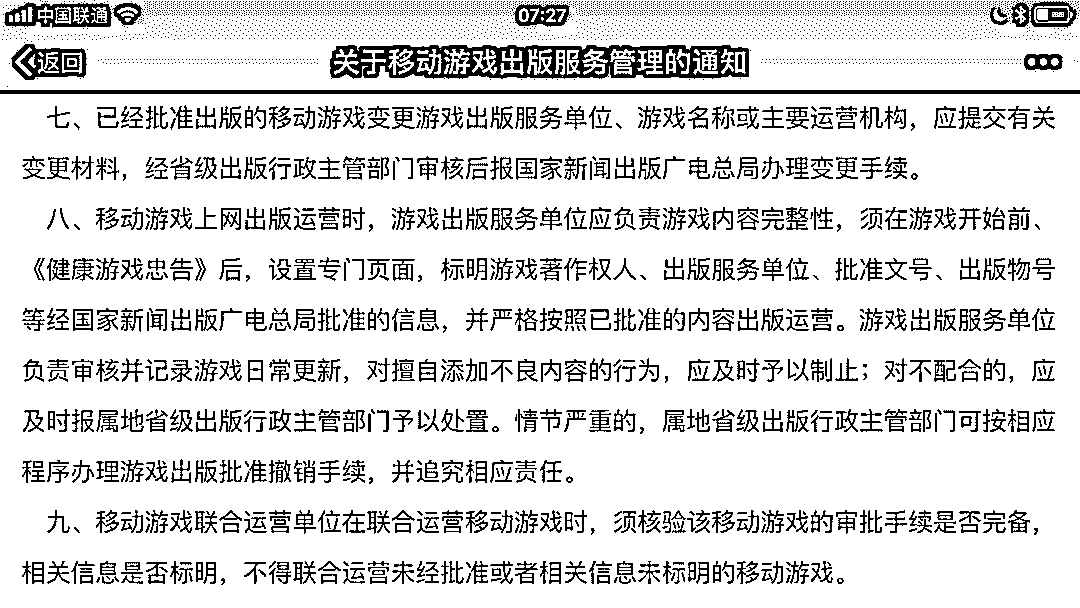 中国联通 07:27
返回 关于移动游戏出版服务管理的通知
七、已经批准出版的移动游戏变更游戏出版服务单位、游戏名称或主要运营机构，应提交有关
变更材料，经省级出版行政主管部门审核后报国家新闻出版广电总局办理变更手续。
八、移动游戏上网出版运营时，游戏出版服务单位应负责游戏内容完整性，须在游戏开始前、
《健康游戏忠告》后，设置专门页面，标明游戏著作权人、出版服务单位、批准文号、出版物号
等经国家新闻出版广电总局批准的信息，并严格按照已批准的内容出版运营。游戏出版服务单位
负责审核并记录游戏日常更新，对擅自添加不良内容的行为，应及时予以制止；对不配合的，应
及时报属地省级出版行政主管部门予以处置。情节严重的，属地省级出版行政主管部门可按相应
程序办理游戏出版批准撤销手续，并追究相应责任。
九、移动游戏联合运营单位在联合运营移动游戏时，须核验该移动游戏的审批手续是否完备，
相关信息是否标明，不得联合运营未经批准或者相关信息未标明的移动游戏。